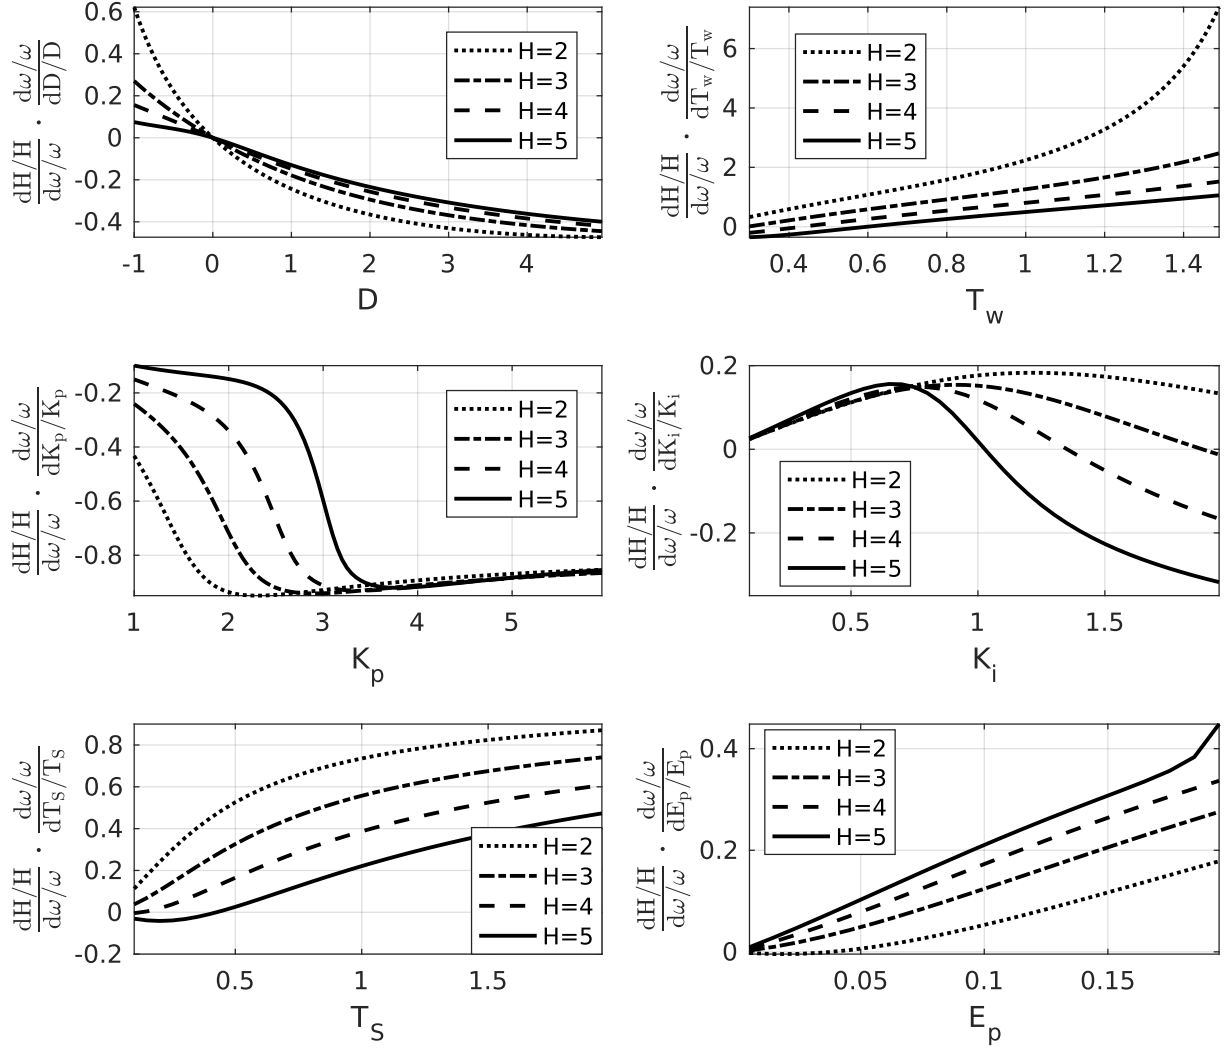 0.6
0.4
0.2
0
-0.2
-0.4
-1 0 1 2 3 4
D
dH/H / dω/ω · dω/ω / dD/D
H=2
H=3
H=4
H=5
6
4
2
0
0.4 0.6 0.8 1 1.2 1.4
T_w
dH/H / dω/ω · dω/ω / dT_w/T_w
H=2
H=3
H=4
H=5
-0.2
-0.4
-0.6
-0.8
1 2 3 4 5
K_p
dH/H / dω/ω · dω/ω / dK_p/K_p
H=2
H=3
H=4
H=5
0.2
0
-0.2
0.5 1 1.5
K_i
dH/H / dω/ω · dω/ω / dK_i/K_i
H=2
H=3
H=4
H=5
0.8
0.6
0.4
0.2
0
-0.2
0.5 1 1.5
T_S
dH/H / dω/ω · dω/ω / dT_S/T_S
H=2
H=3
H=4
H=5
0.4
0.2
0
0.05 0.1 0.15
E_p
dH/H / dω/ω · dω/ω / dE_p/E_p
H=2
H=3
H=4
H=5